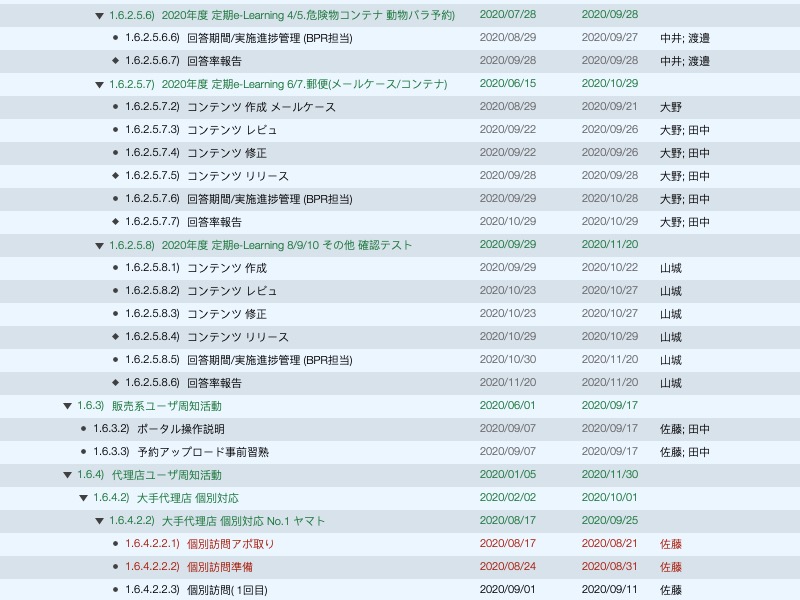 1.6.2.5.6) 2020年度 定期e-Learning 4/5.危険物コンテナ 動物バラ予約) 2020/07/28 2020/09/28
1.6.2.5.6.6) 回答期間/実施進捗管理 (BPR担当) 2020/08/29 2020/09/27 中井; 渡邉
1.6.2.5.6.7) 回答率報告 2020/09/28 2020/09/28 中井; 渡邉
1.6.2.5.7) 2020年度 定期e-Learning 6/7.郵便(メールケース/コンテナ) 2020/06/15 2020/10/29
1.6.2.5.7.2) コンテンツ 作成 メールケース 2020/08/29 2020/09/21 大野
1.6.2.5.7.3) コンテンツ レビュ 2020/09/22 2020/09/26 大野; 田中
1.6.2.5.7.4) コンテンツ 修正 2020/09/22 2020/09/26 大野; 田中
1.6.2.5.7.5) コンテンツ リリース 2020/09/28 2020/09/28 大野; 田中
1.6.2.5.7.6) 回答期間/実施進捗管理 (BPR担当) 2020/09/29 2020/10/28 大野; 田中
1.6.2.5.7.7) 回答率報告 2020/10/29 2020/10/29 大野; 田中
1.6.2.5.8) 2020年度 定期e-Learning 8/9/10 その他 確認テスト 2020/09/29 2020/11/20
1.6.2.5.8.1) コンテンツ 作成 2020/09/29 2020/10/22 山城
1.6.2.5.8.2) コンテンツ レビュ 2020/10/23 2020/10/27 山城
1.6.2.5.8.3) コンテンツ 修正 2020/10/23 2020/10/27 山城
1.6.2.5.8.4) コンテンツ リリース 2020/10/29 2020/10/29 山城
1.6.2.5.8.5) 回答期間/実施進捗管理 (BPR担当) 2020/10/30 2020/11/20 山城
1.6.2.5.8.6) 回答率報告 2020/11/20 2020/11/20 山城
1.6.3) 販売系ユーザ周知活動 2020/06/01 2020/09/17
1.6.3.2) ポータル操作説明 2020/09/07 2020/09/17 佐藤; 田中
1.6.3.3) 予約アップロード事前習熟 2020/09/07 2020/09/17 佐藤; 田中
1.6.4) 代理店ユーザ周知活動 2020/01/05 2020/11/30
1.6.4.2) 大手代理店 個別対応 2020/02/02 2020/10/01
1.6.4.2.2) 大手代理店 個別対応 No.1 ヤマト 2020/08/17 2020/09/25
1.6.4.2.2.1) 個別訪問アポ取り 2020/08/17 2020/08/21 佐藤
1.6.4.2.2.2) 個別訪問準備 2020/08/24 2020/08/31 佐藤
1.6.4.2.2.3) 個別訪問( 1回目) 2020/09/01 2020/09/11 佐藤